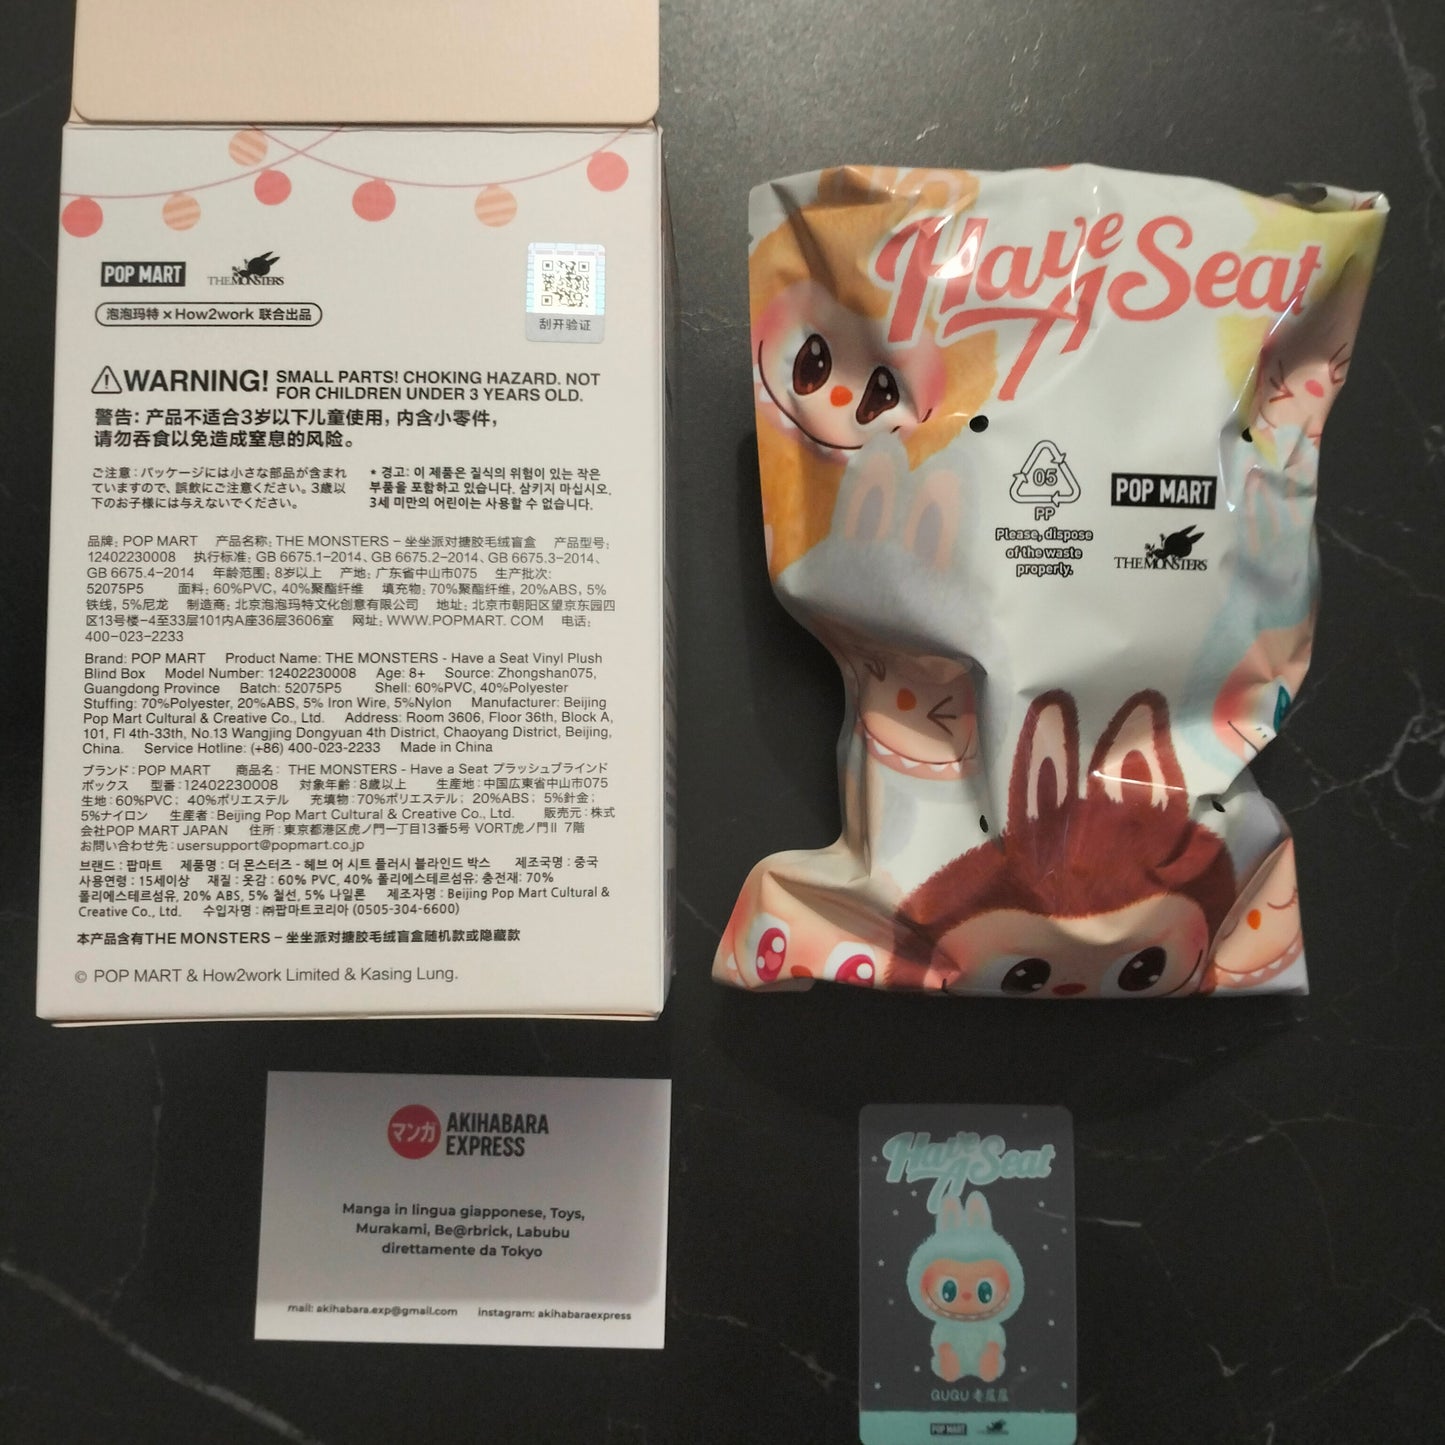 POP MART THE MONSTERS
泡泡玛特 × How2work 联合出品
刮开验证
WARNING! SMALL PARTS! CHOKING HAZARD. NOT
FOR CHILDREN UNDER 3 YEARS OLD.
警告: 产品不适合3岁以下儿童使用, 内含小零件,
请勿吞食以免造成窒息的风险。
ご注意：パッケージには小さな部品が含まれ
ていますので、誤飲にご注意ください。3歳以
下のお子様には与えないでください。
* 경고: 이 제품은 질식의 위험이 있는 작은
부품을 포함하고 있습니다. 삼키지 마십시오.
3세 미만의 어린이는 사용할 수 없습니다.
品牌: POP MART 产品名称: THE MONSTERS – 坐坐派对搪胶毛绒盲盒 产品型号:
12402230008 执行标准: GB 6675.1–2014、GB 6675.2–2014、GB 6675.3–2014、
GB 6675.4–2014 年龄范围: 8岁以上 产地: 广东省中山市075 生产批次:
52075P5 面料: 60%PVC, 40%聚酯纤维 填充物: 70%聚酯纤维, 20%ABS, 5%
铁线, 5%尼龙 制造商: 北京泡泡玛特文化创意有限公司 地址: 北京市朝阳区望京东园四
区13号楼-4至33层101内A座36层3606室 网址: WWW.POPMART. COM 电话:
400-023-2233
Brand: POP MART Product Name: THE MONSTERS - Have a Seat Vinyl Plush
Blind Box Model Number: 12402230008 Age: 8+ Source: Zhongshan075,
Guangdong Province Batch: 52075P5 Shell: 60%PVC, 40%Polyester
Stuffing: 70%Polyester, 20%ABS, 5% Iron Wire, 5%Nylon Manufacturer: Beijing
Pop Mart Cultural & Creative Co., Ltd. Address: Room 3606, Floor 36th, Block A,
101, Fl 4th-33th, No.13 Wangjing Dongyuan 4th District, Chaoyang District, Beijing,
China. Service Hotline: (+86) 400-023-2233 Made in China
ブランド：POP MART 商品名： THE MONSTERS - Have a Seat プラッシュブラインド
ボックス 型番：12402230008 対象年齢：8歳以上 生産地：中国広東省中山市075
生地：60%PVC； 40%ポリエステル 充填物：70%ポリエステル； 20%ABS； 5%針金；
5%ナイロン 生産者：Beijing Pop Mart Cultural & Creative Co., Ltd. 販売元：株式
会社POP MART JAPAN 住所：東京都港区虎ノ門一丁目13番5号 VORT虎ノ門Ⅱ 7階
お問い合わせ先：usersupport@popmart.co.jp
브랜드 : 팝마트 제품명 : 더 몬스터즈 - 헤브 어 시트 플러시 블라인드 박스 제조국명 : 중국
사용연령 : 15세이상 재질 : 옷감 : 60% PVC, 40% 폴리에스테르섬유; 충전재: 70%
폴리에스테르섬유, 20% ABS, 5% 철선, 5% 나일론 제조자명 : Beijing Pop Mart Cultural &
Creative Co., Ltd. 수입자명 : ㈜팝마트코리아 (0505-304-6600)
本产品含有THE MONSTERS – 坐坐派对搪胶毛绒盲盒随机款或隐藏款
© POP MART & How2work Limited & Kasing Lung.
Have A Seat
05
PP
Please, dispose
of the waste
properly.
POP MART
THE MONSTERS
マンガ AKIHABARA
EXPRESS
Manga in lingua giapponese, Toys,
Murakami, Be@rbrick, Labubu
direttamente da Tokyo
mail: akihabara.exp@gmail.com instagram: akihabaraexpress
Have A Seat
GUGU
POP MART